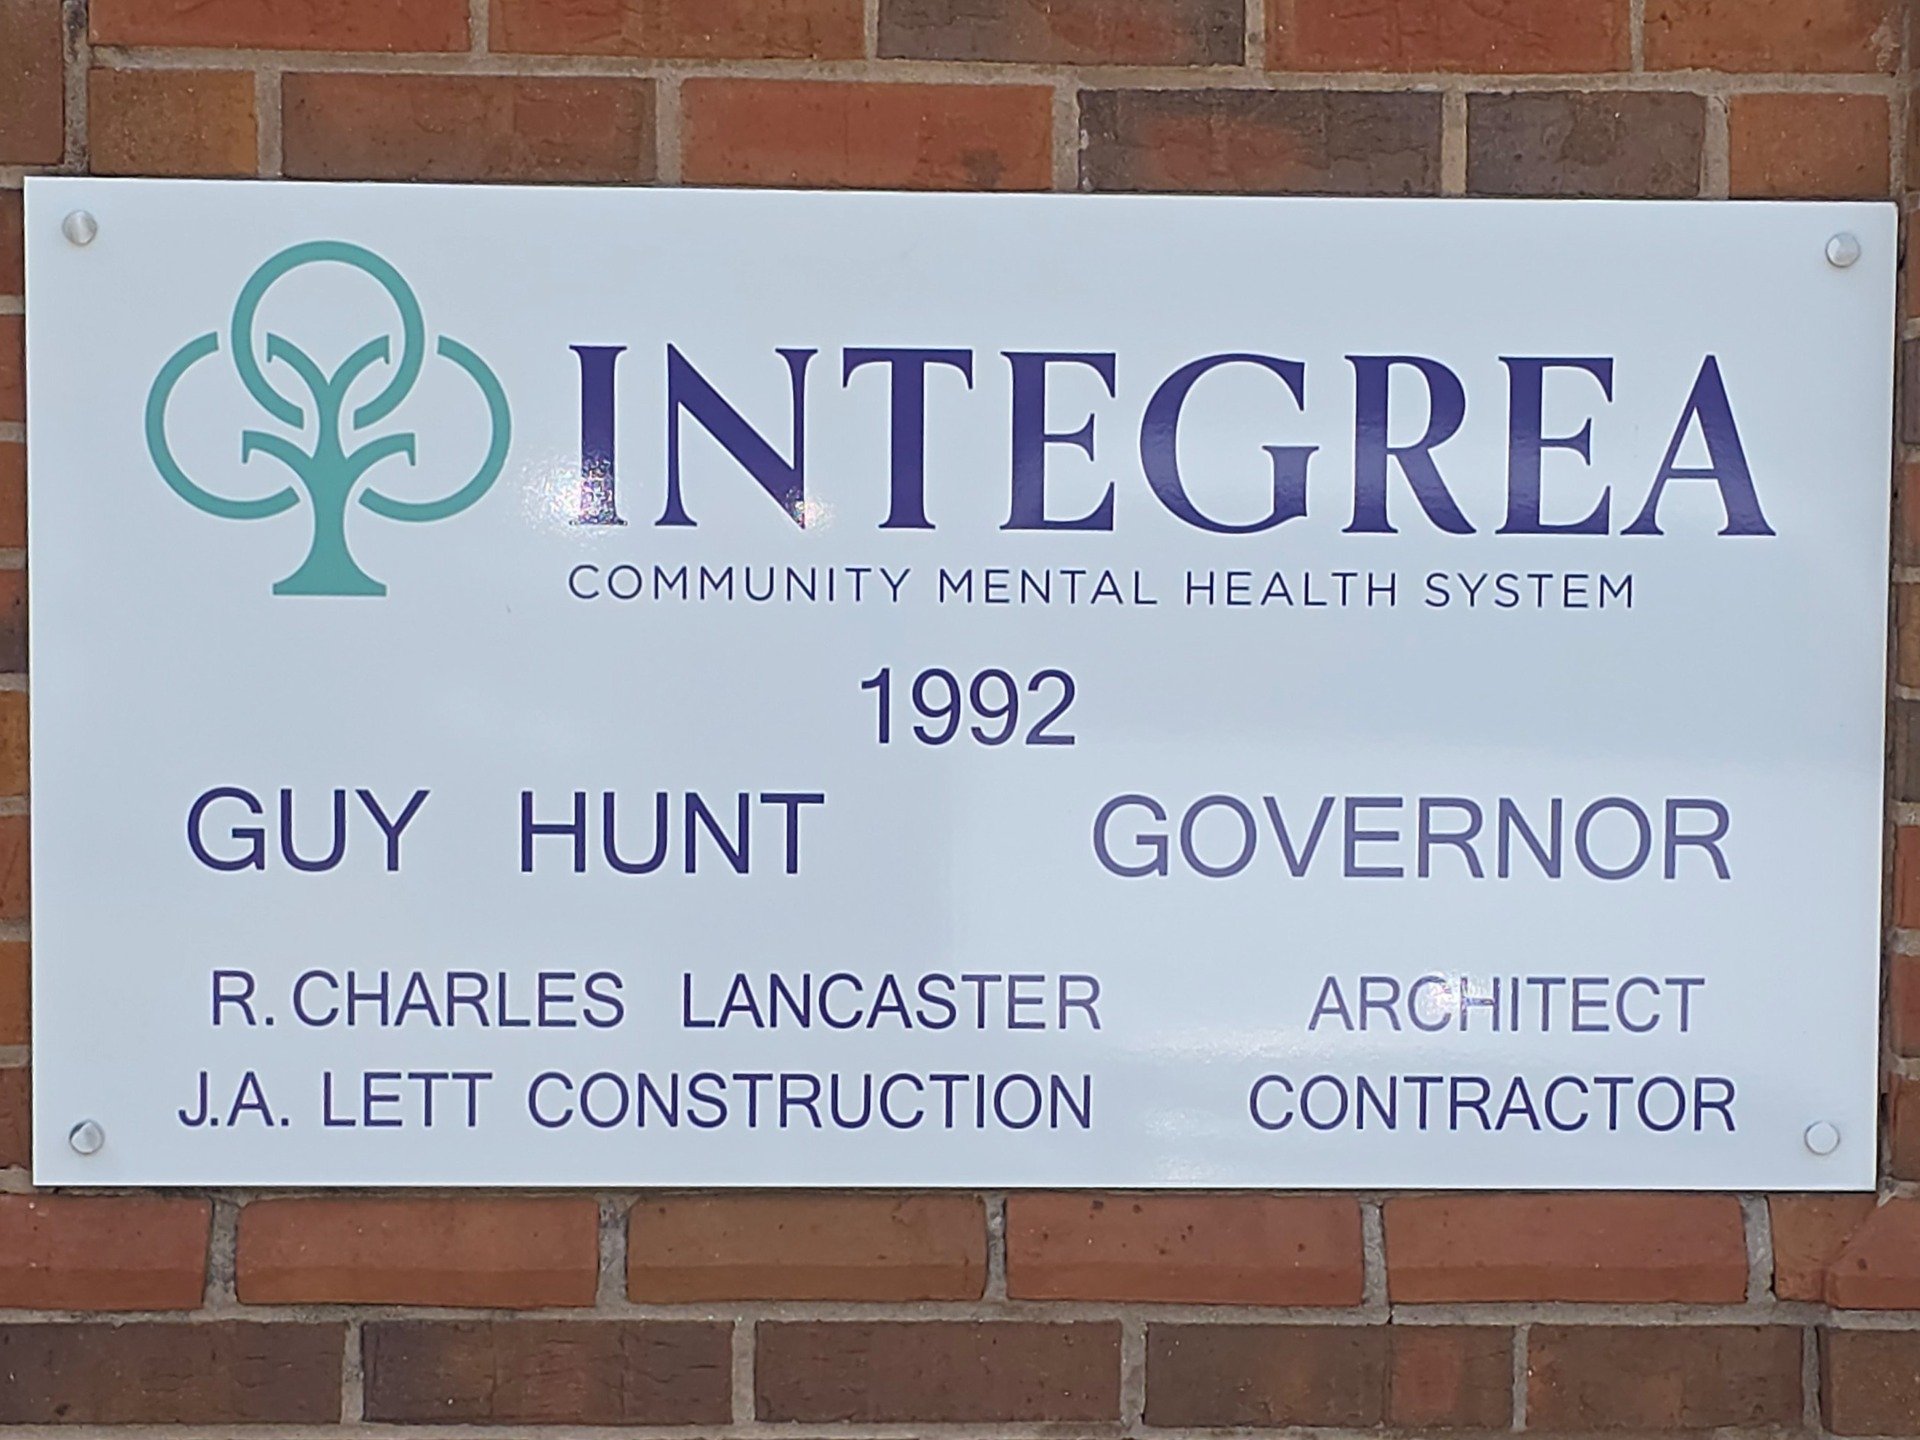 INTEGREA
COMMUNITY MENTAL HEALTH SYSTEM
1992
GUY HUNT GOVERNOR
R. CHARLES LANCASTER ARCHITECT
J.A. LETT CONSTRUCTION CONTRACTOR